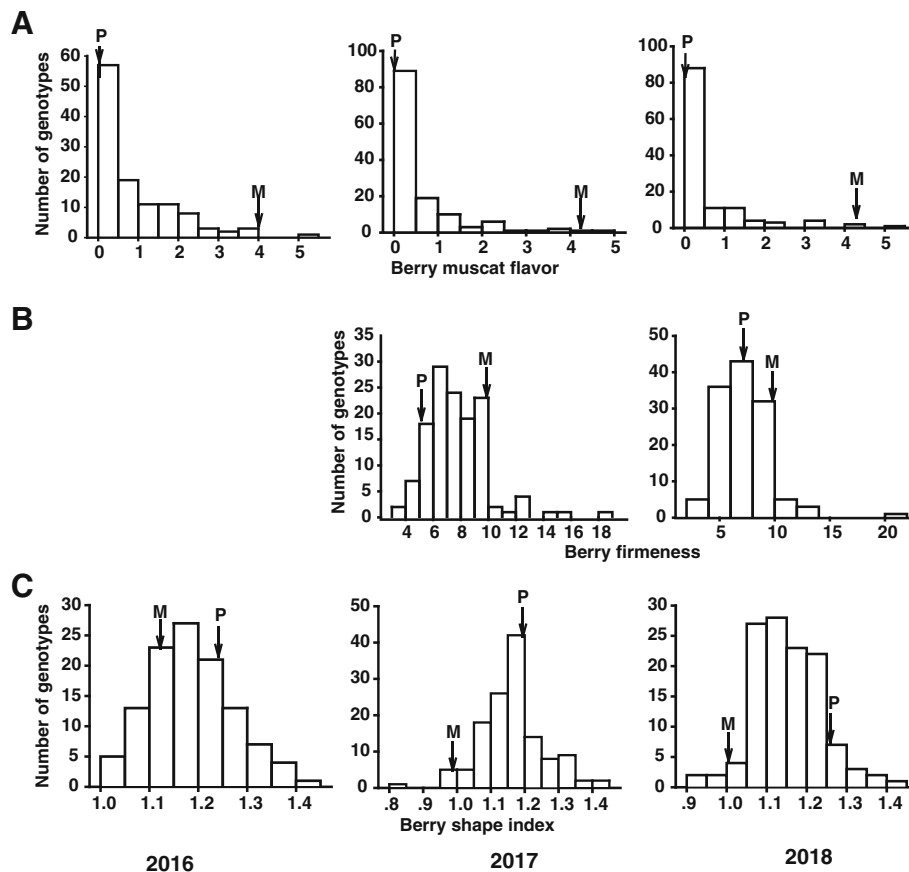 A
P
M
Number of genotypes
60
50
40
30
20
10
0
0 1 2 3 4 5
P
M
100
80
60
40
20
0
0 1 2 3 4 5
P
M
100
80
60
40
20
0
0 1 2 3 4 5
Berry muscat flavor
B
P
M
Number of genotypes
35
30
25
20
15
10
5
0
4 6 8 10 12 14 16 18
P
M
50
40
30
20
10
0
5 10 15 20
Berry firmeness
C
M
P
Number of genotypes
30
25
20
15
10
5
0
1.0 1.1 1.2 1.3 1.4
M
P
50
40
30
20
10
0
.8 .9 1.0 1.1 1.2 1.3 1.4
M
P
30
25
20
15
10
5
0
.9 1.0 1.1 1.2 1.3 1.4
Berry shape index
2016 2017 2018